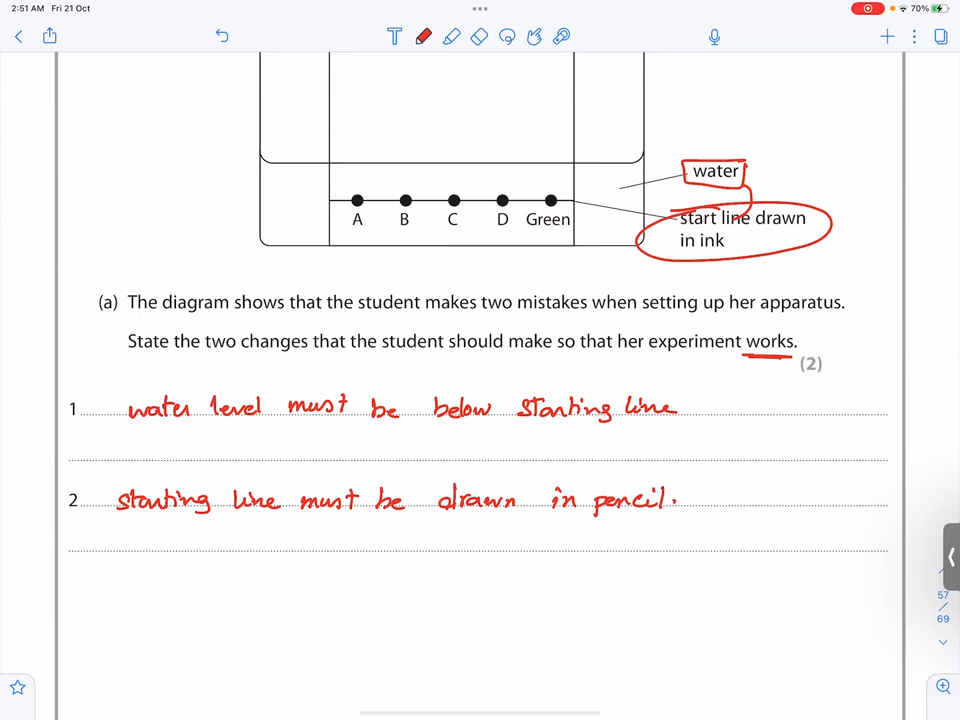 2:51 AM Fri 21 Oct
70%
water
A B C D Green
start line drawn
in ink
(a) The diagram shows that the student makes two mistakes when setting up her apparatus.
State the two changes that the student should make so that her experiment works.
(2)
1 water level must be below starting line
2 starting line must be drawn in pencil.
57
/
69